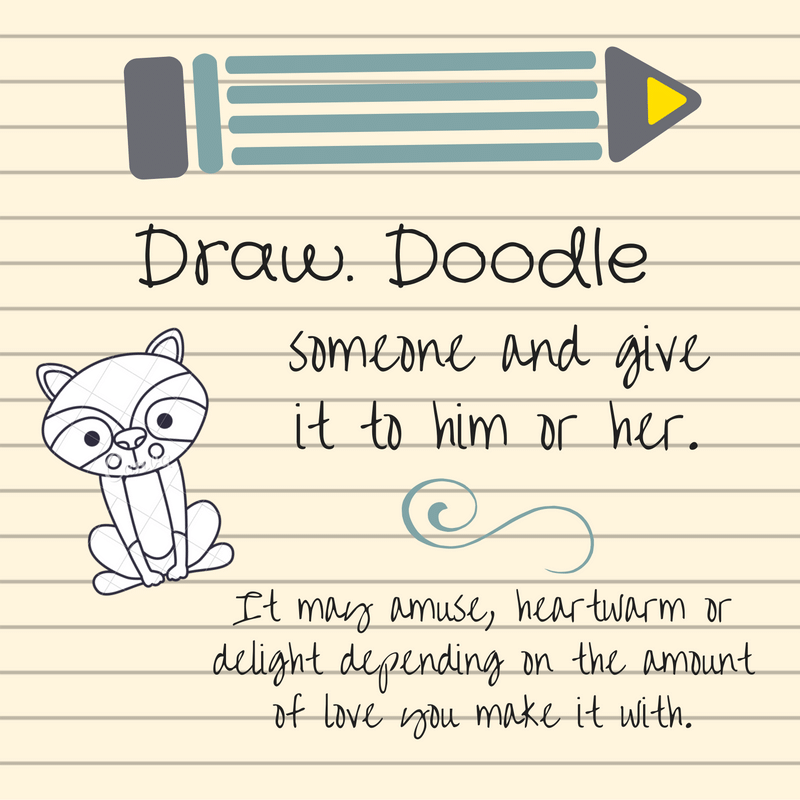 Draw. Doodle
someone and give
it to him or her.
It may amuse, heartwarm or
delight depending on the amount
of love you make it with.